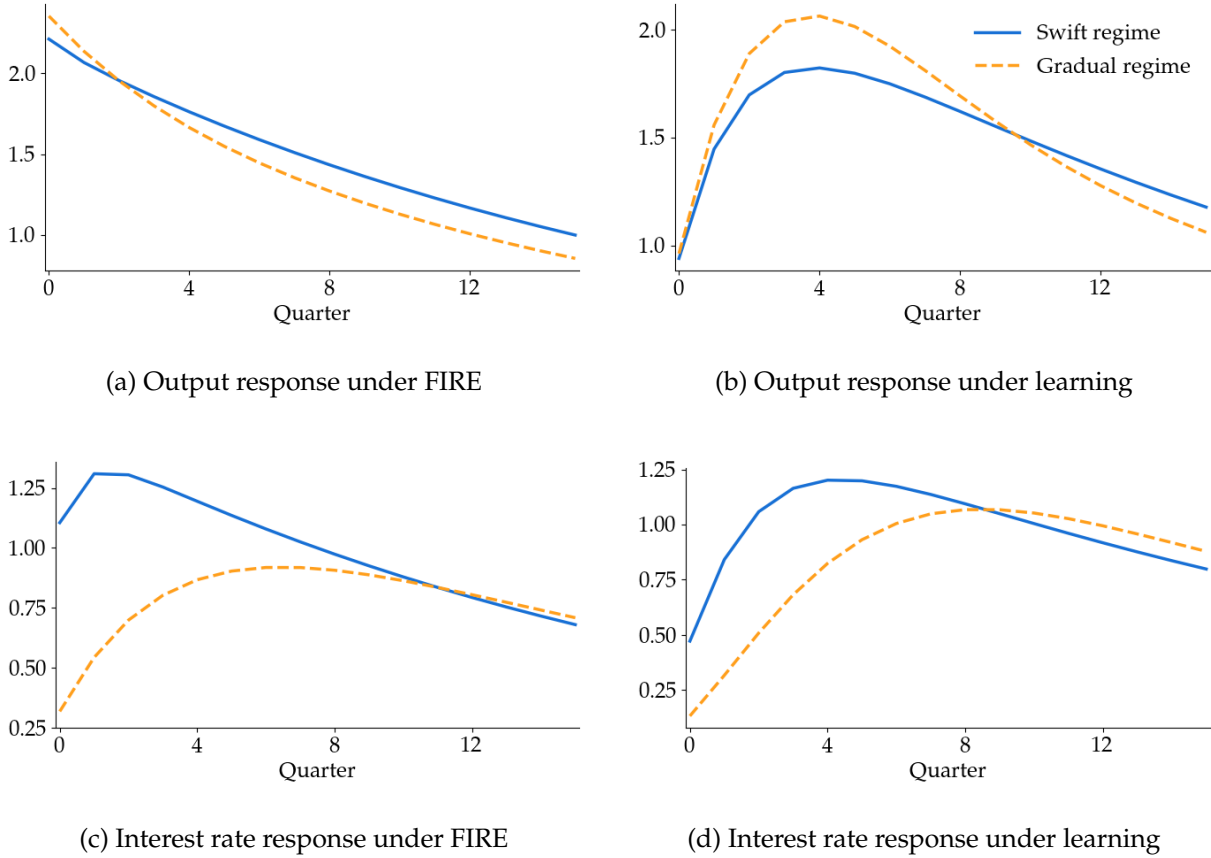 2.0
1.5
1.0
0 4 8 12
Quarter
(a) Output response under FIRE
2.0
1.5
1.0
0 4 8 12
Quarter
Swift regime
Gradual regime
(b) Output response under learning
1.25
1.00
0.75
0.50
0.25
0 4 8 12
Quarter
(c) Interest rate response under FIRE
1.25
1.00
0.75
0.50
0.25
0 4 8 12
Quarter
(d) Interest rate response under learning